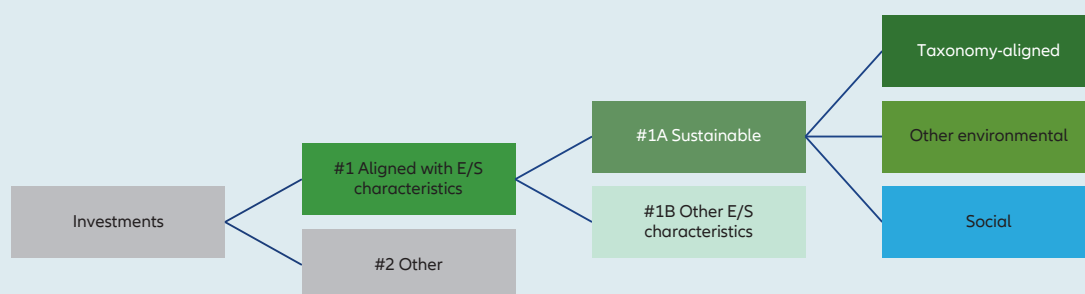 Investments
#1 Aligned with E/S
characteristics
#2 Other
#1A Sustainable
#1B Other E/S
characteristics
Taxonomy-aligned
Other environmental
Social